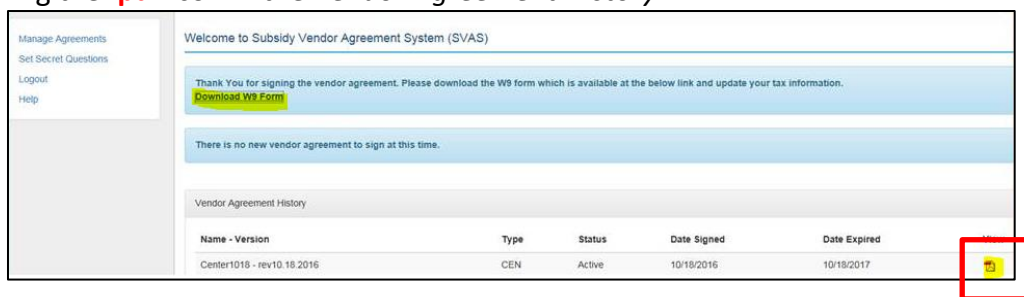 Manage Agreements
Set Secret Questions
Logout
Help
Welcome to Subsidy Vendor Agreement System (SVAS)
Thank You for signing the vendor agreement. Please download the W9 form which is available at the below link and update your tax information.
Download W9 Form
There is no new vendor agreement to sign at this time.
Vendor Agreement History
Name - Version Type Status Date Signed Date Expired View
Center1018 - rev10.18.2016 CEN Active 10/18/2016 10/18/2017